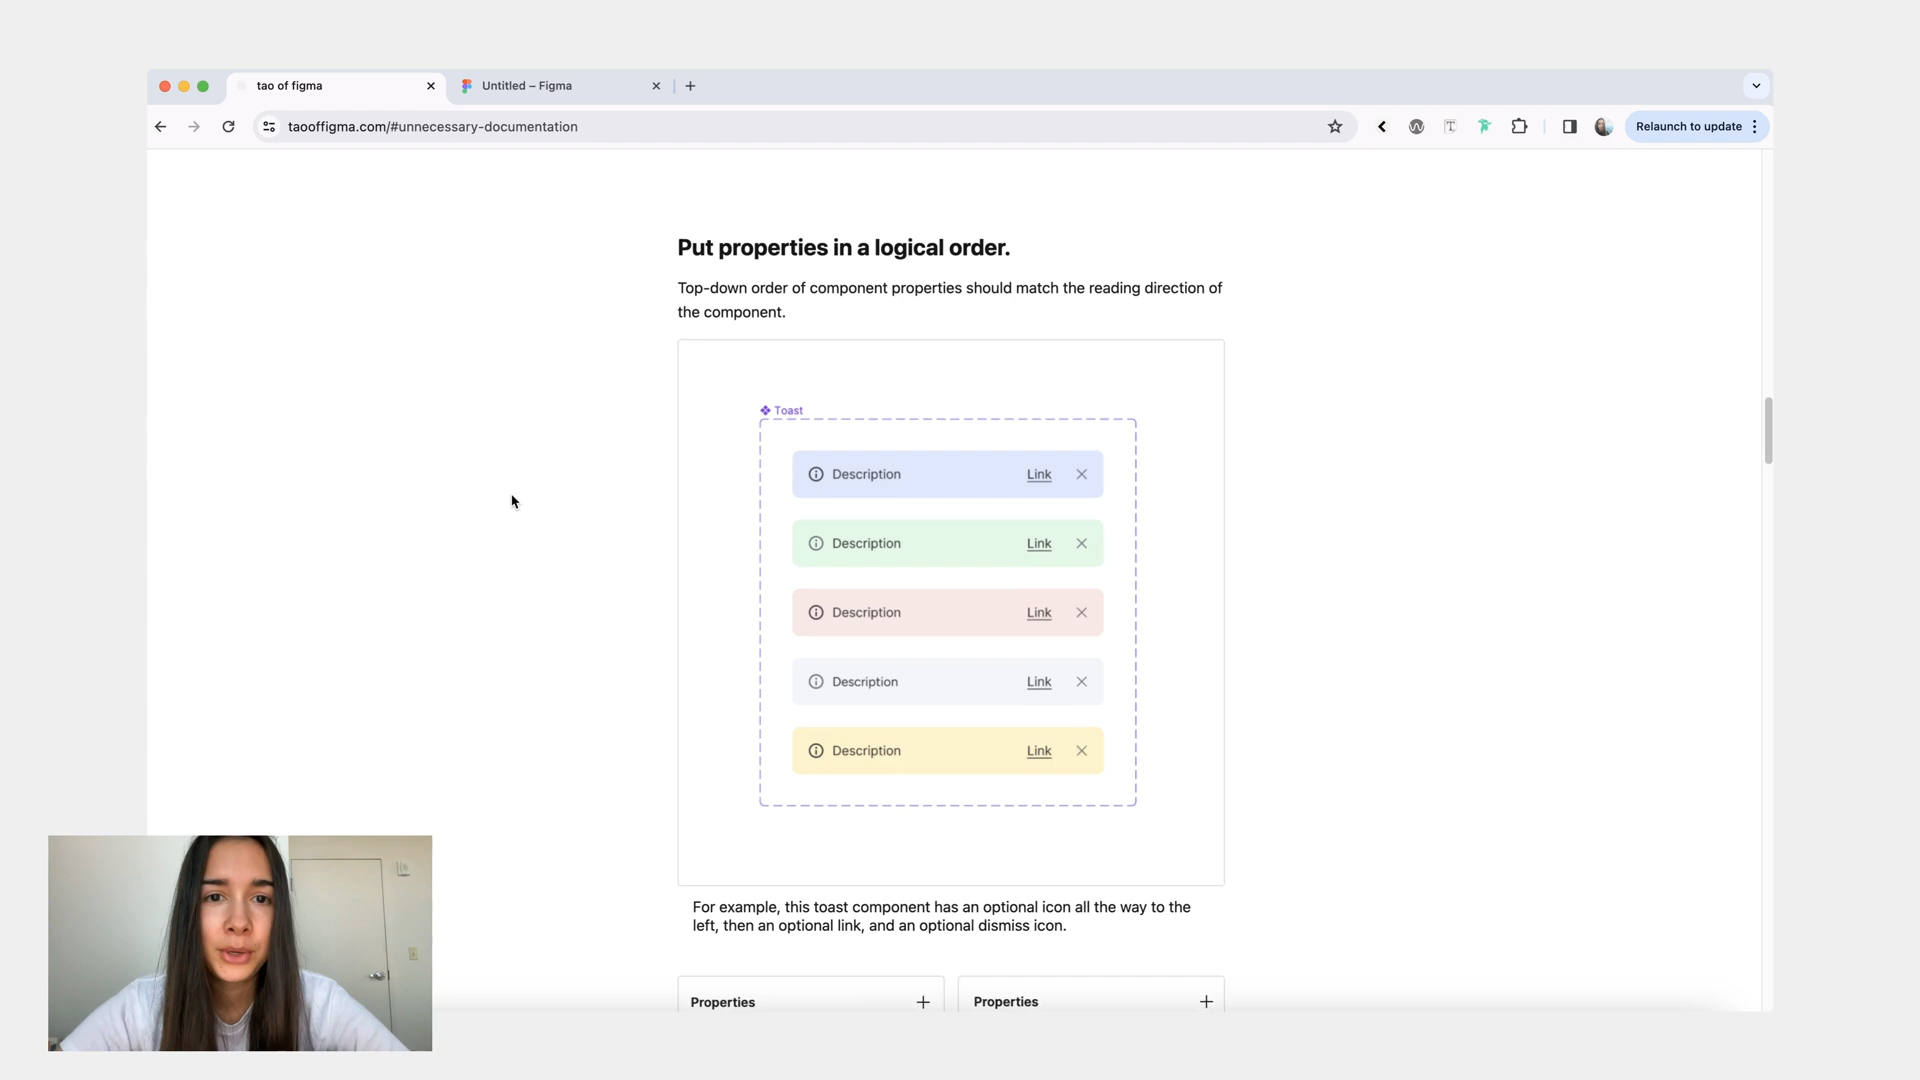 tao of figma
Untitled – Figma
taooffigma.com/#unnecessary-documentation
Relaunch to update
Put properties in a logical order.
Top-down order of component properties should match the reading direction of
the component.
Toast
Description Link
Description Link
Description Link
Description Link
Description Link
For example, this toast component has an optional icon all the way to the
left, then an optional link, and an optional dismiss icon.
Properties
Properties